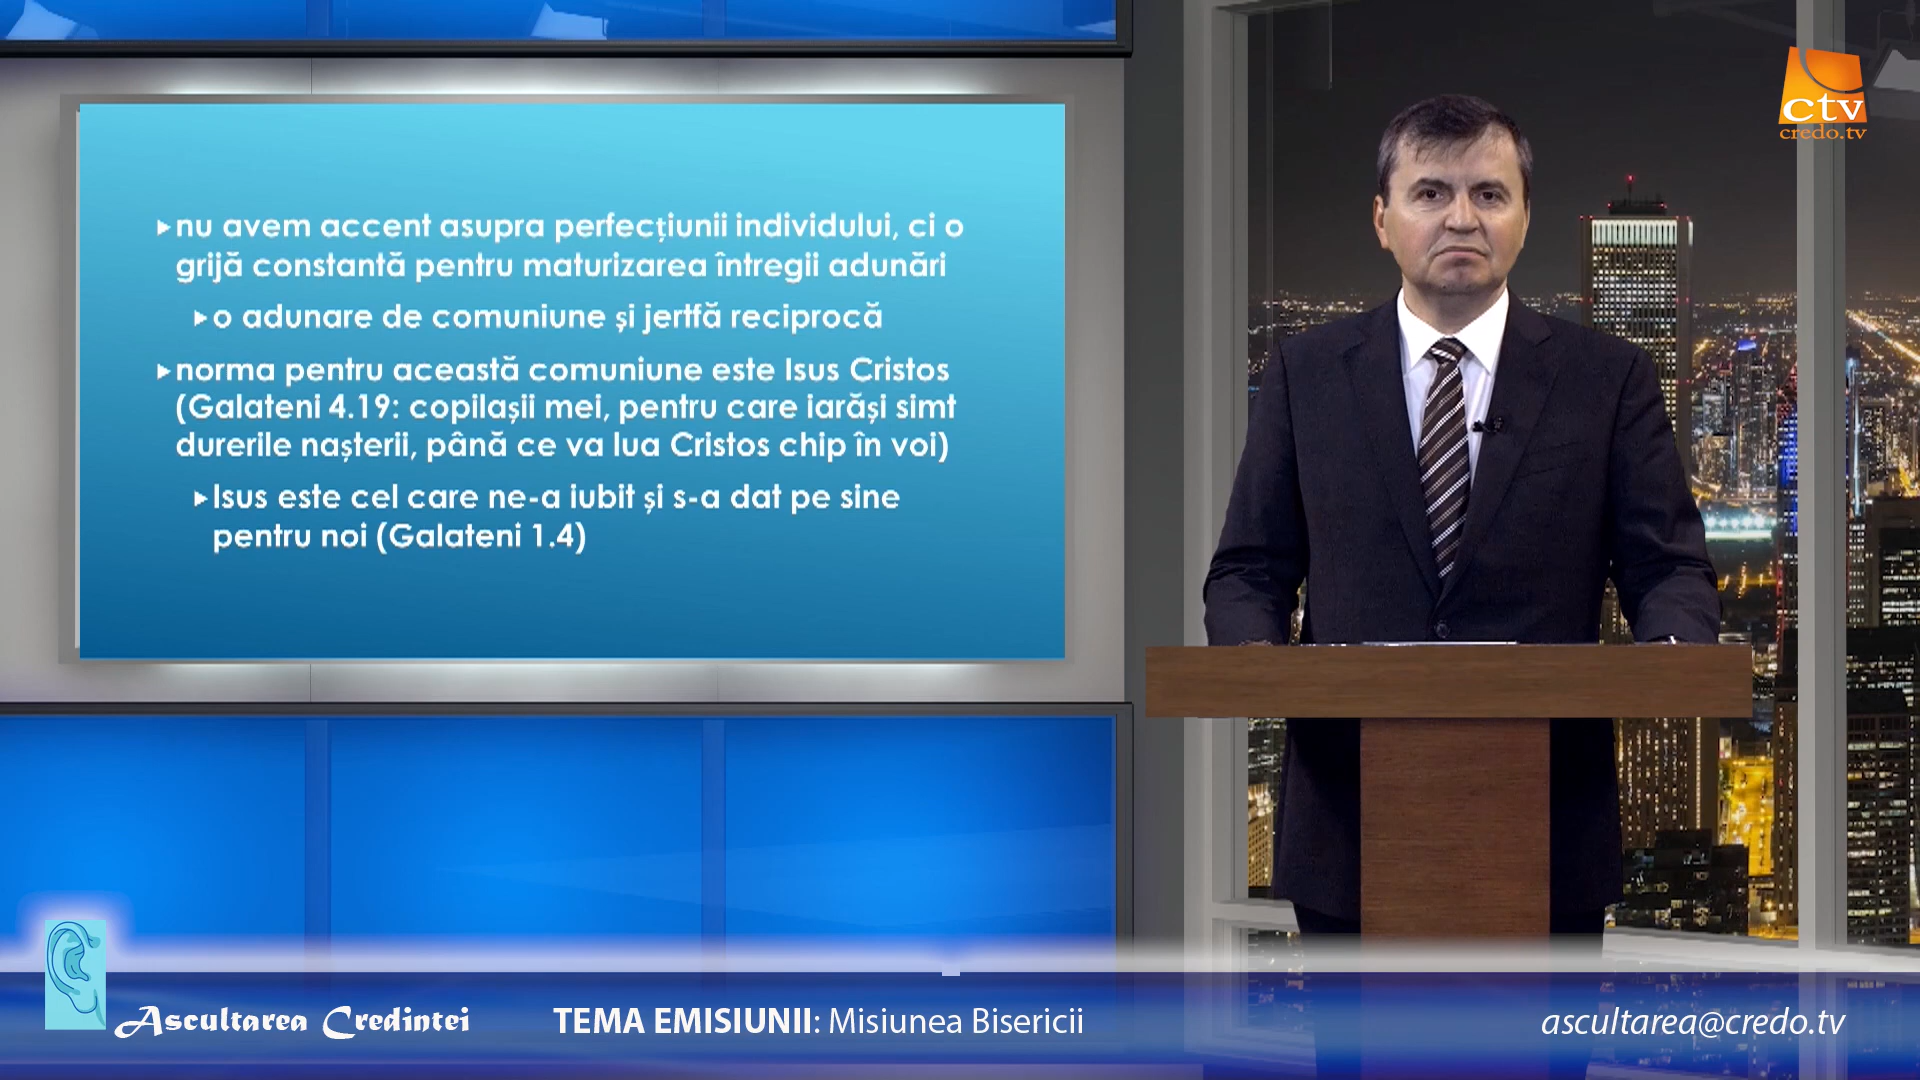 ctv
credo.tv
nu avem accent asupra perfecțiunii individului, ci o
grijă constantă pentru maturizarea întregii adunări
o adunare de comuniune și jertfă reciprocă
norma pentru această comuniune este Isus Cristos
(Galateni 4.19: copilașii mei, pentru care iarăși simt
durerile nașterii, până ce va lua Cristos chip în voi)
Isus este cel care ne-a iubit și s-a dat pe sine
pentru noi (Galateni 1.4)
Ascultarea Credintei
TEMA EMISIUNII: Misiunea Bisericii
ascultarea@credo.tv